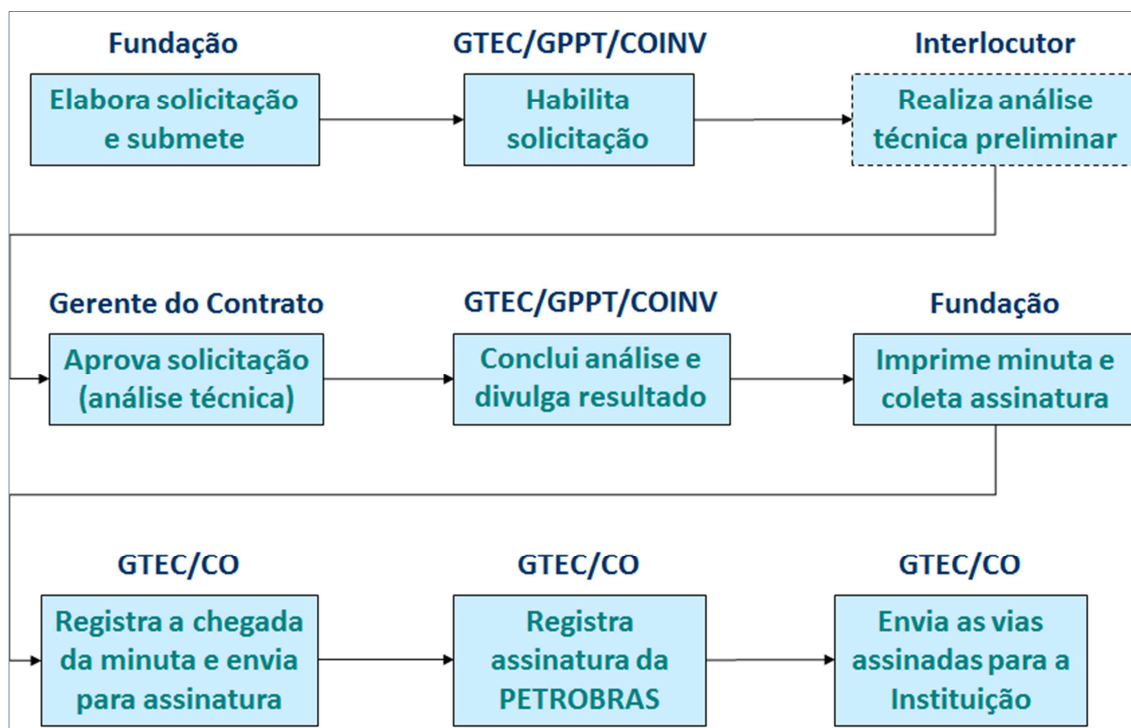 Fundação
GTEC/GPPT/COINV
Interlocutor
Elabora solicitação
e submete
Habilita
solicitação
Realiza análise
técnica preliminar
Gerente do Contrato
GTEC/GPPT/COINV
Fundação
Aprova solicitação
(análise técnica)
Conclui análise e
divulga resultado
Imprime minuta e
coleta assinatura
GTEC/CO
GTEC/CO
GTEC/CO
Registra a chegada
da minuta e envia
para assinatura
Registra
assinatura da
PETROBRAS
Envia as vias
assinadas para a
Instituição